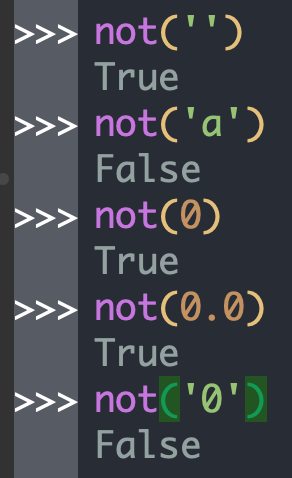 >>> not('')
True
>>> not('a')
False
>>> not(0)
True
>>> not(0.0)
True
>>> not('0')
False